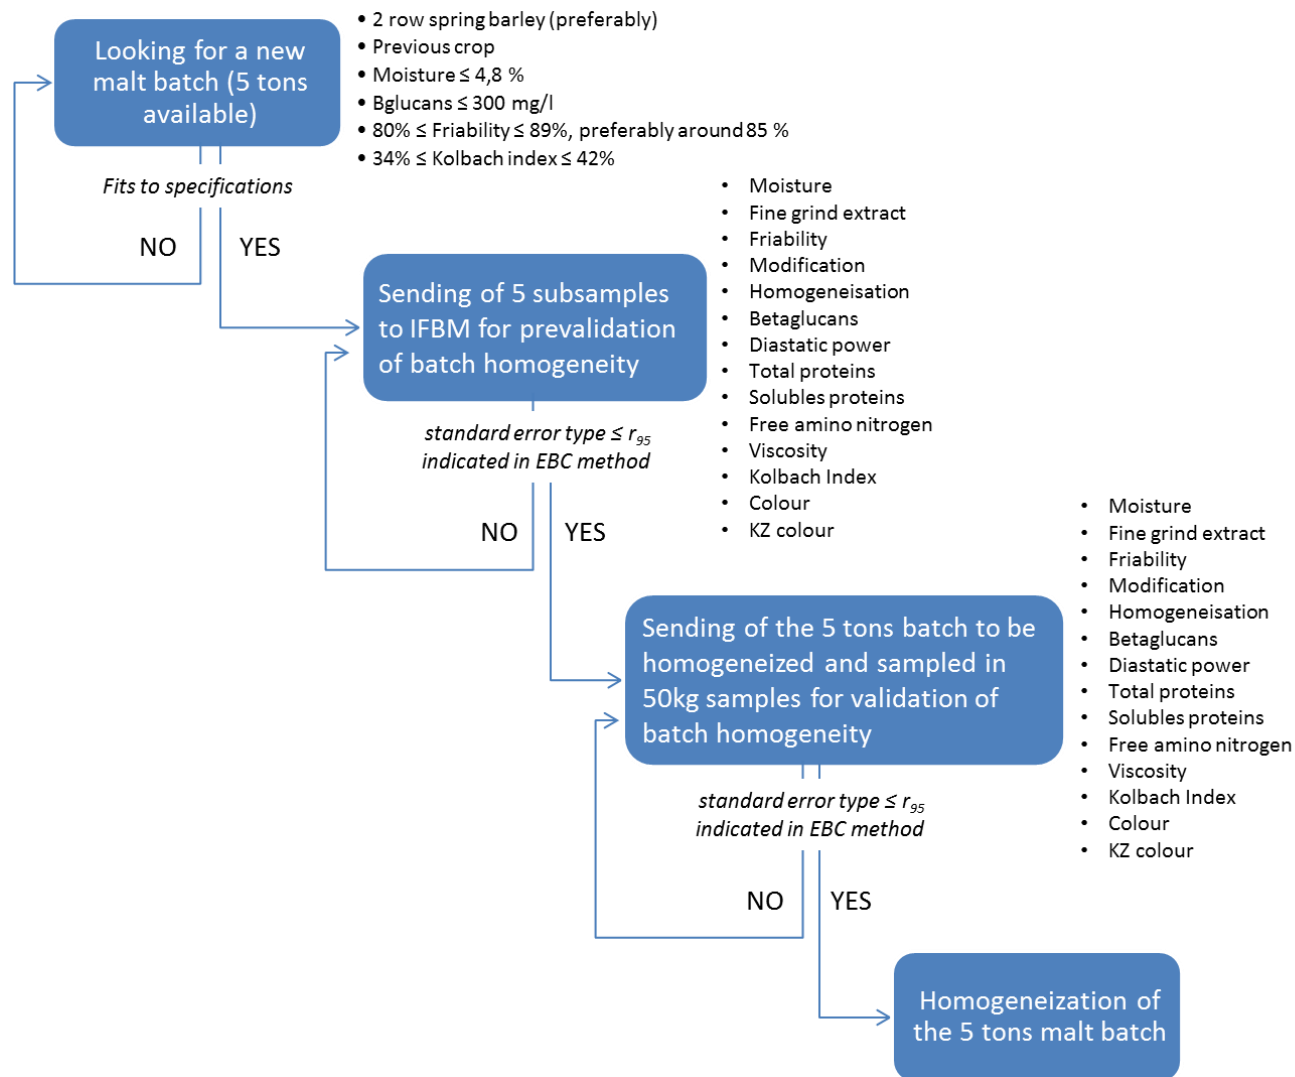 Looking for a new
malt batch (5 tons
available)
• 2 row spring barley (preferably)
• Previous crop
• Moisture ≤ 4,8 %
• Bglucans ≤ 300 mg/l
• 80% ≤ Friability ≤ 89%, preferably around 85 %
• 34% ≤ Kolbach index ≤ 42%
Fits to specifications
NO
YES
Sending of 5 subsamples
to IFBM for prevalidation
of batch homogeneity
• Moisture
• Fine grind extract
• Friability
• Modification
• Homogeneisation
• Betaglucans
• Diastatic power
• Total proteins
• Solubles proteins
• Free amino nitrogen
• Viscosity
• Kolbach Index
• Colour
• KZ colour
standard error type ≤ r95
indicated in EBC method
NO
YES
Sending of the 5 tons batch to be
homogeneized and sampled in
50kg samples for validation of
batch homogeneity
• Moisture
• Fine grind extract
• Friability
• Modification
• Homogeneisation
• Betaglucans
• Diastatic power
• Total proteins
• Solubles proteins
• Free amino nitrogen
• Viscosity
• Kolbach Index
• Colour
• KZ colour
standard error type ≤ r95
indicated in EBC method
NO
YES
Homogeneization of
the 5 tons malt batch